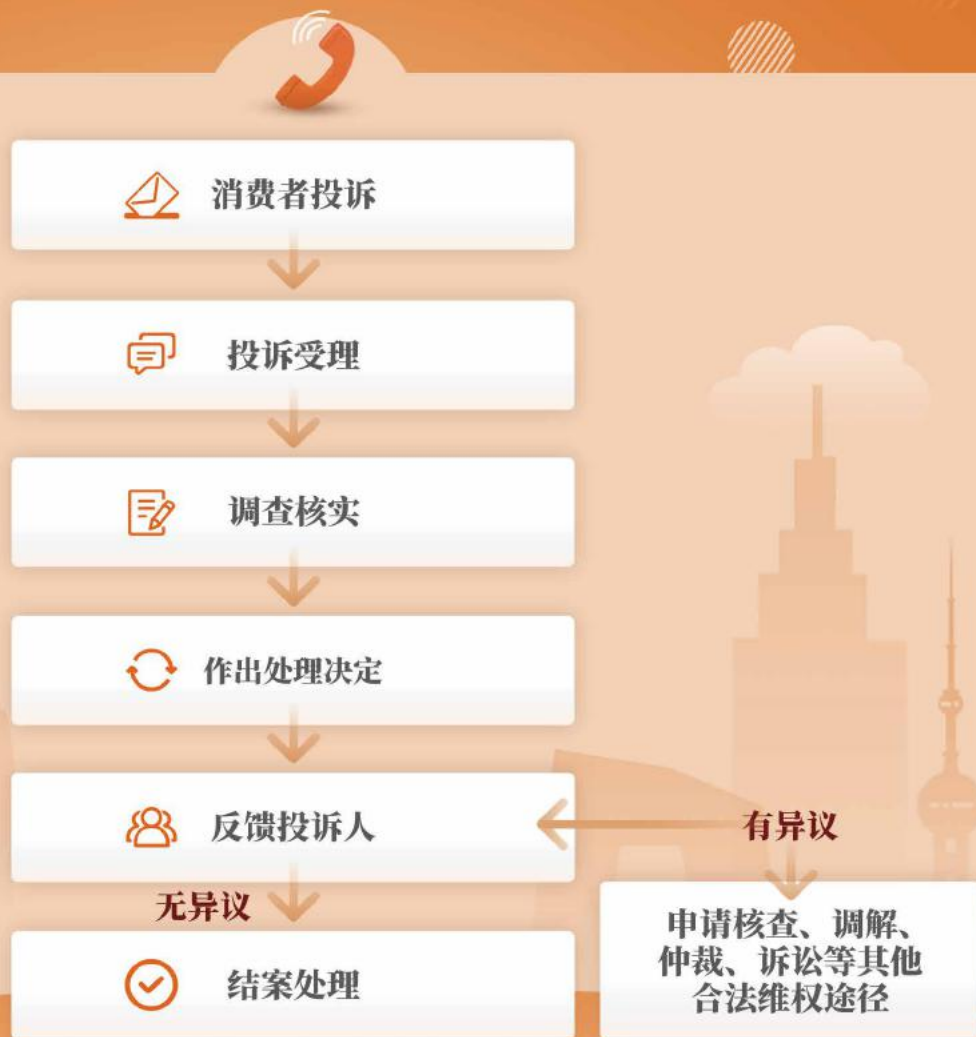 消费者投诉
投诉受理
调查核实
作出处理决定
反馈投诉人
有异议
无异议
申请核查、调解、
仲裁、诉讼等其他
合法维权途径
结案处理